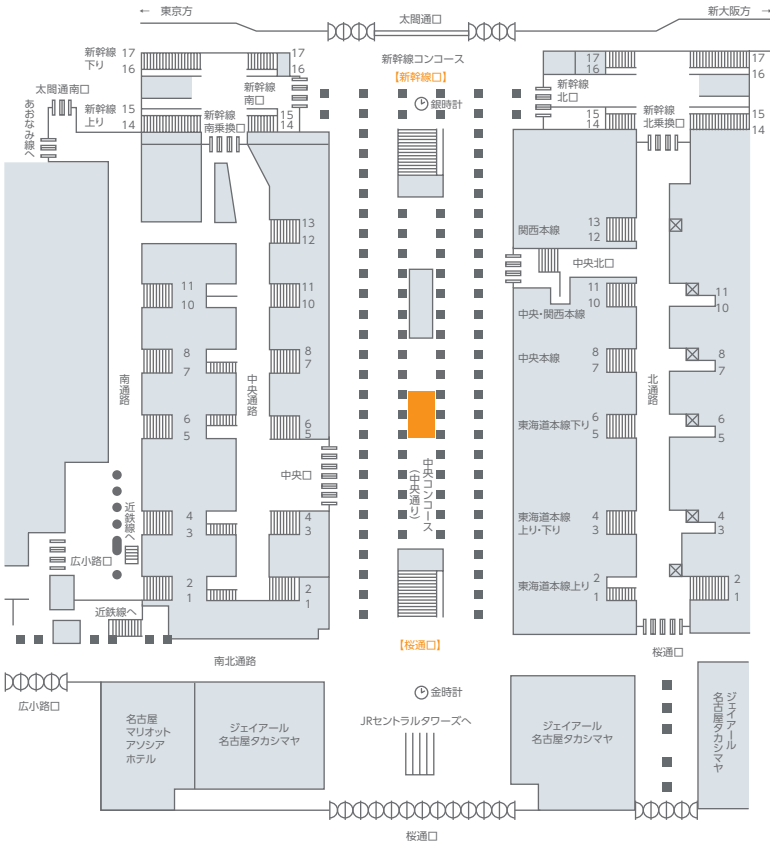 ← 東京方
太閤通口
新大阪方 →
新幹線
下り
17
16
17
16
新幹線コンコース
【新幹線口】
銀時計
17
16
17
16
太閤通南口
新幹線
南口
新幹線
北口
あおなみ線へ
新幹線
上り
15
14
新幹線
南乗換口
15
14
15
14
新幹線
北乗換口
15
14
13
12
関西本線
13
12
中央北口
11
10
11
10
11
10
中央・関西本線
11
10
8
7
8
7
中央本線
8
7
8
7
南通路
中央通路
北通路
6
5
6
5
東海道本線下り
6
5
6
5
中央口
中央コンコース
(中央通り)
近鉄線へ
4
3
4
3
東海道本線
上り・下り
4
3
4
3
広小路口
2
1
2
1
東海道本線上り
2
1
2
1
近鉄線へ
【桜通口】
南北通路
桜通口
広小路口
金時計
JRセントラルタワーズへ
名古屋
マリオット
アソシア
ホテル
ジェイアール
名古屋タカシマヤ
ジェイアール
名古屋タカシマヤ
ジェイアール
名古屋タカシマヤ
桜通口